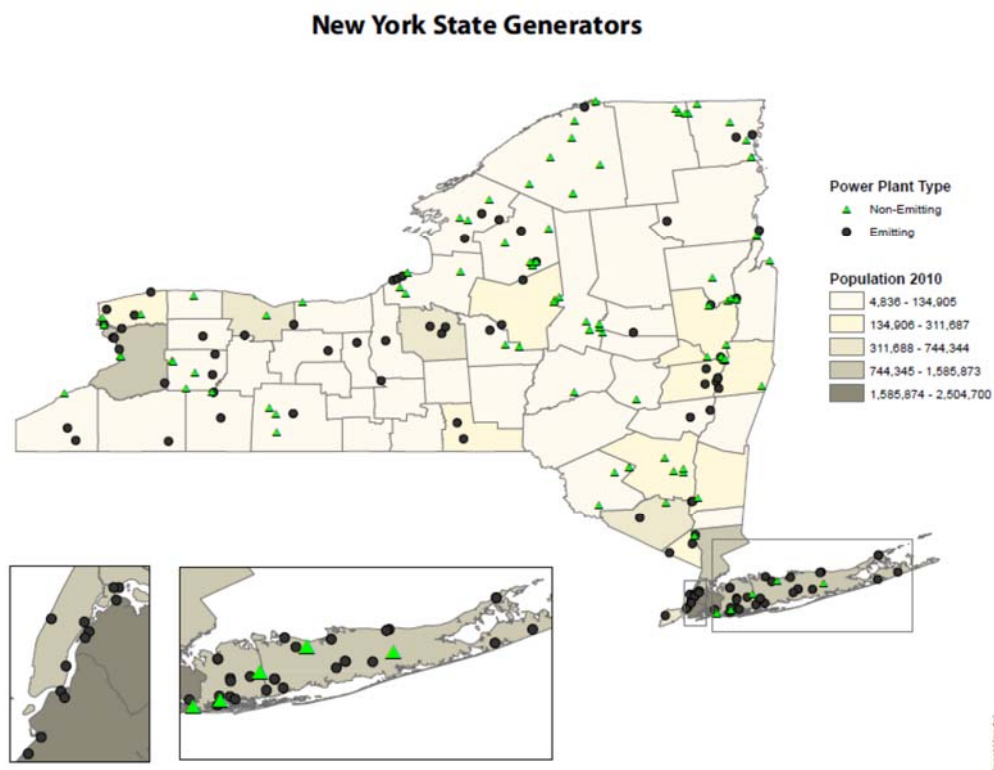 New York State Generators
Power Plant Type
Non-Emitting
Emitting
Population 2010
4,836 - 134,905
134,906 - 311,687
311,688 - 744,344
744,345 - 1,585,873
1,585,874 - 2,504,700